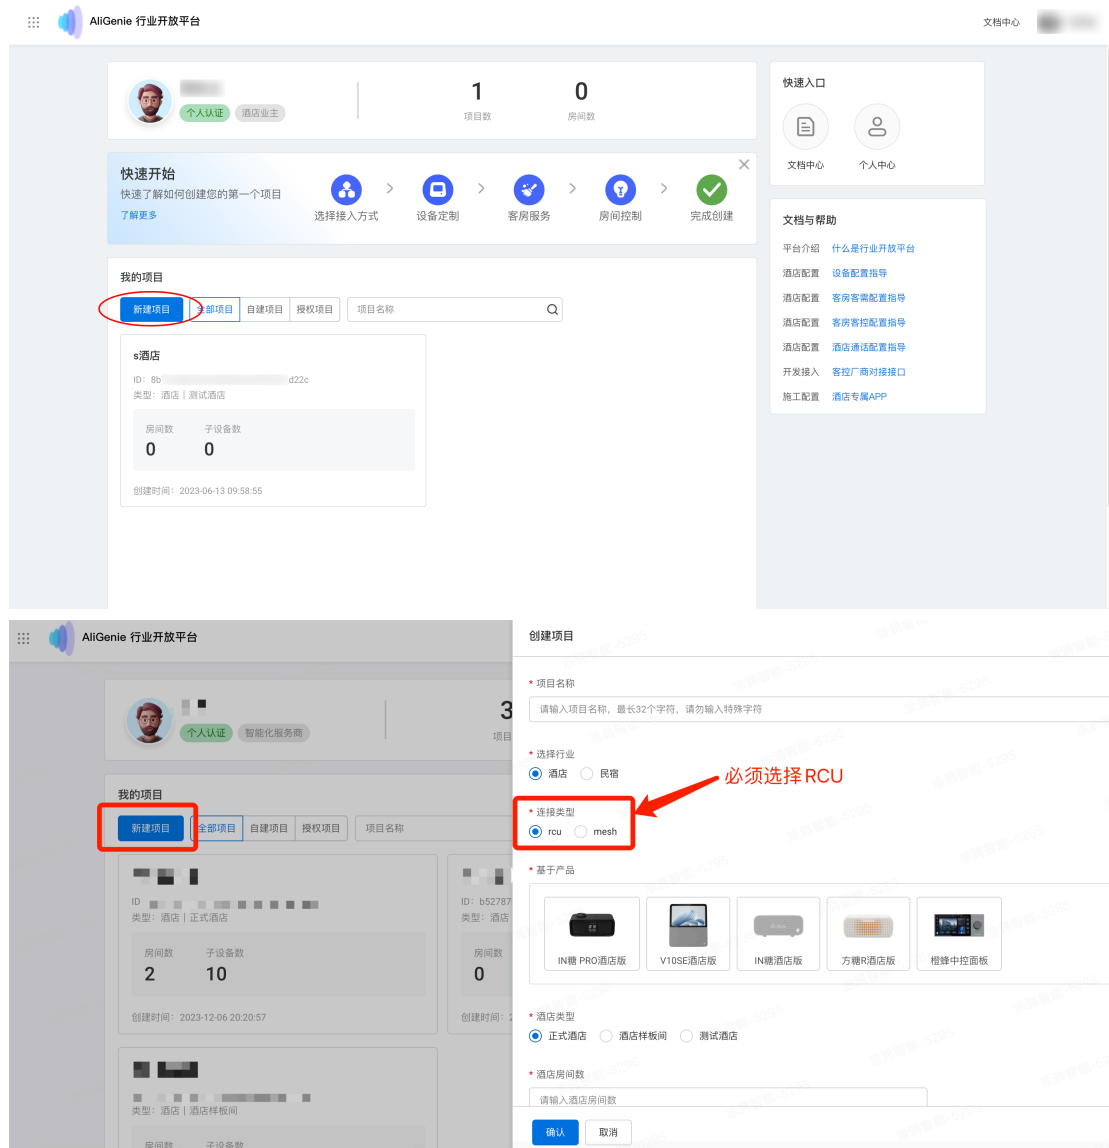 AliGenie 行业开放平台
文档中心
个人认证 酒店业主
1
项目数
0
房间数
快速入口
文档中心
个人中心
快速开始
快速了解如何创建您的第一个项目
了解更多
选择接入方式
设备定制
客房服务
房间控制
完成创建
文档与帮助
平台介绍 什么是行业开放平台
酒店配置 设备配置指导
酒店配置 客房客需配置指导
酒店配置 客房客控配置指导
酒店配置 酒店通话配置指导
开发接入 客控厂商对接接口
施工配置 酒店专属APP
我的项目
新建项目 全部项目 自建项目 授权项目 项目名称
s酒店
ID: 8b d22c
类型: 酒店 | 测试酒店
房间数 子设备数
0 0
创建时间: 2023-06-13 09:58:55
AliGenie 行业开放平台
个人认证 智能化服务商
3
项目
我的项目
新建项目 全部项目 自建项目 授权项目 项目名称
ID
类型: 酒店 | 正式酒店
房间数 子设备数
2 10
创建时间: 2023-12-06 20:20:57
ID: b52787
类型: 酒店
房间数
0
创建时间: 2
类型: 酒店 | 酒店样板间
房间数 子设备数
创建项目
* 项目名称
请输入项目名称，最长32个字符，请勿输入特殊字符
* 选择行业
酒店 民宿
必须选择RCU
* 连接类型
rcu mesh
* 基于产品
IN糖 PRO酒店版
V10SE酒店版
IN糖酒店版
方糖R酒店版
橙蜂中控面板
* 酒店类型
正式酒店 酒店样板间 测试酒店
* 酒店房间数
请输入酒店房间数
确认 取消